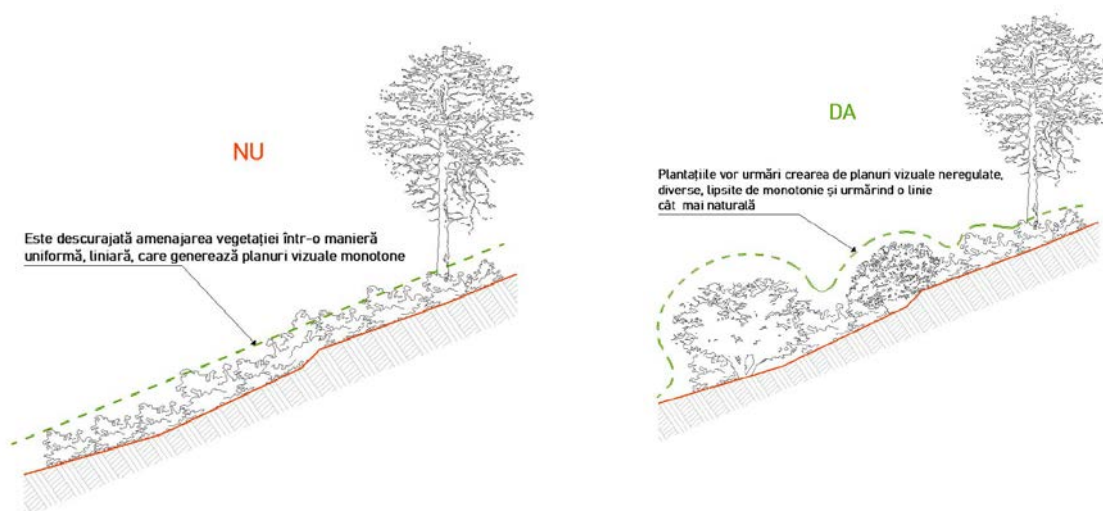 NU
Este descurajată amenajarea vegetației într-o manieră
uniformă, liniară, care generează planuri vizuale monotone
DA
Plantațiile vor urmări crearea de planuri vizuale neregulate,
diverse, lipsite de monotonie și urmărind o linie
cât mai naturală